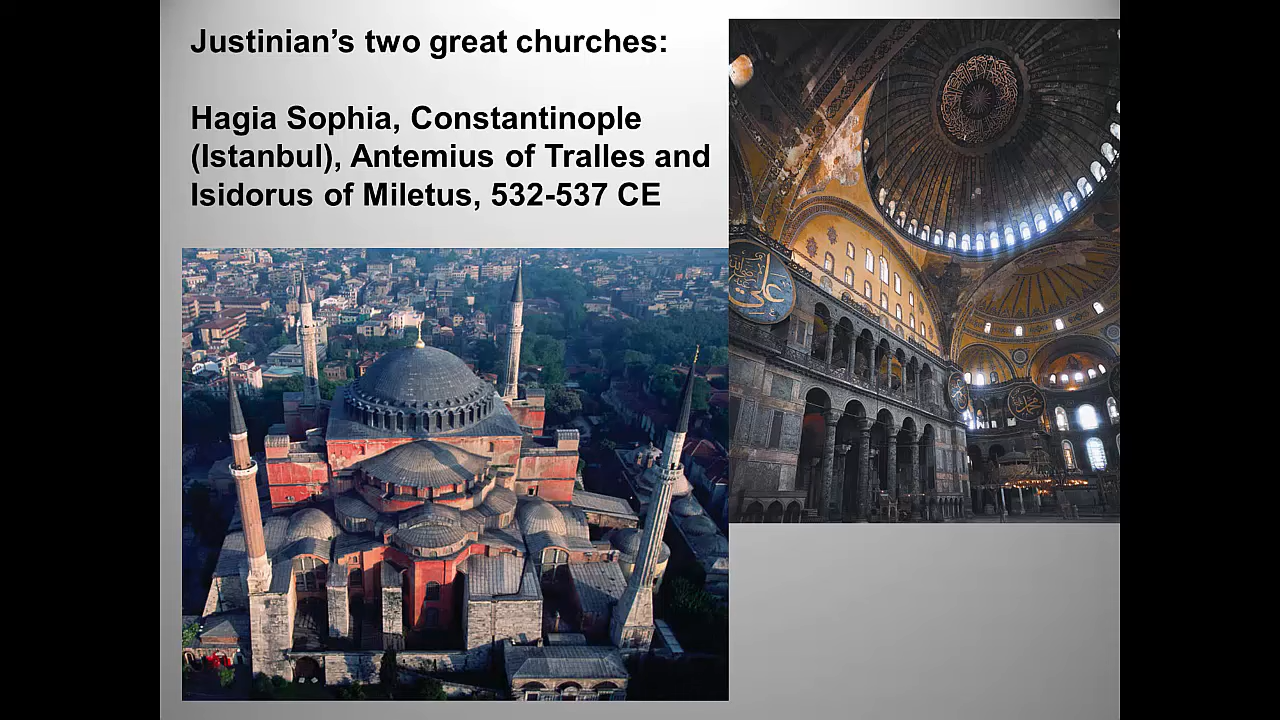 Justinian’s two great churches:
Hagia Sophia, Constantinople
(Istanbul), Antemius of Tralles and
Isidorus of Miletus, 532-537 CE